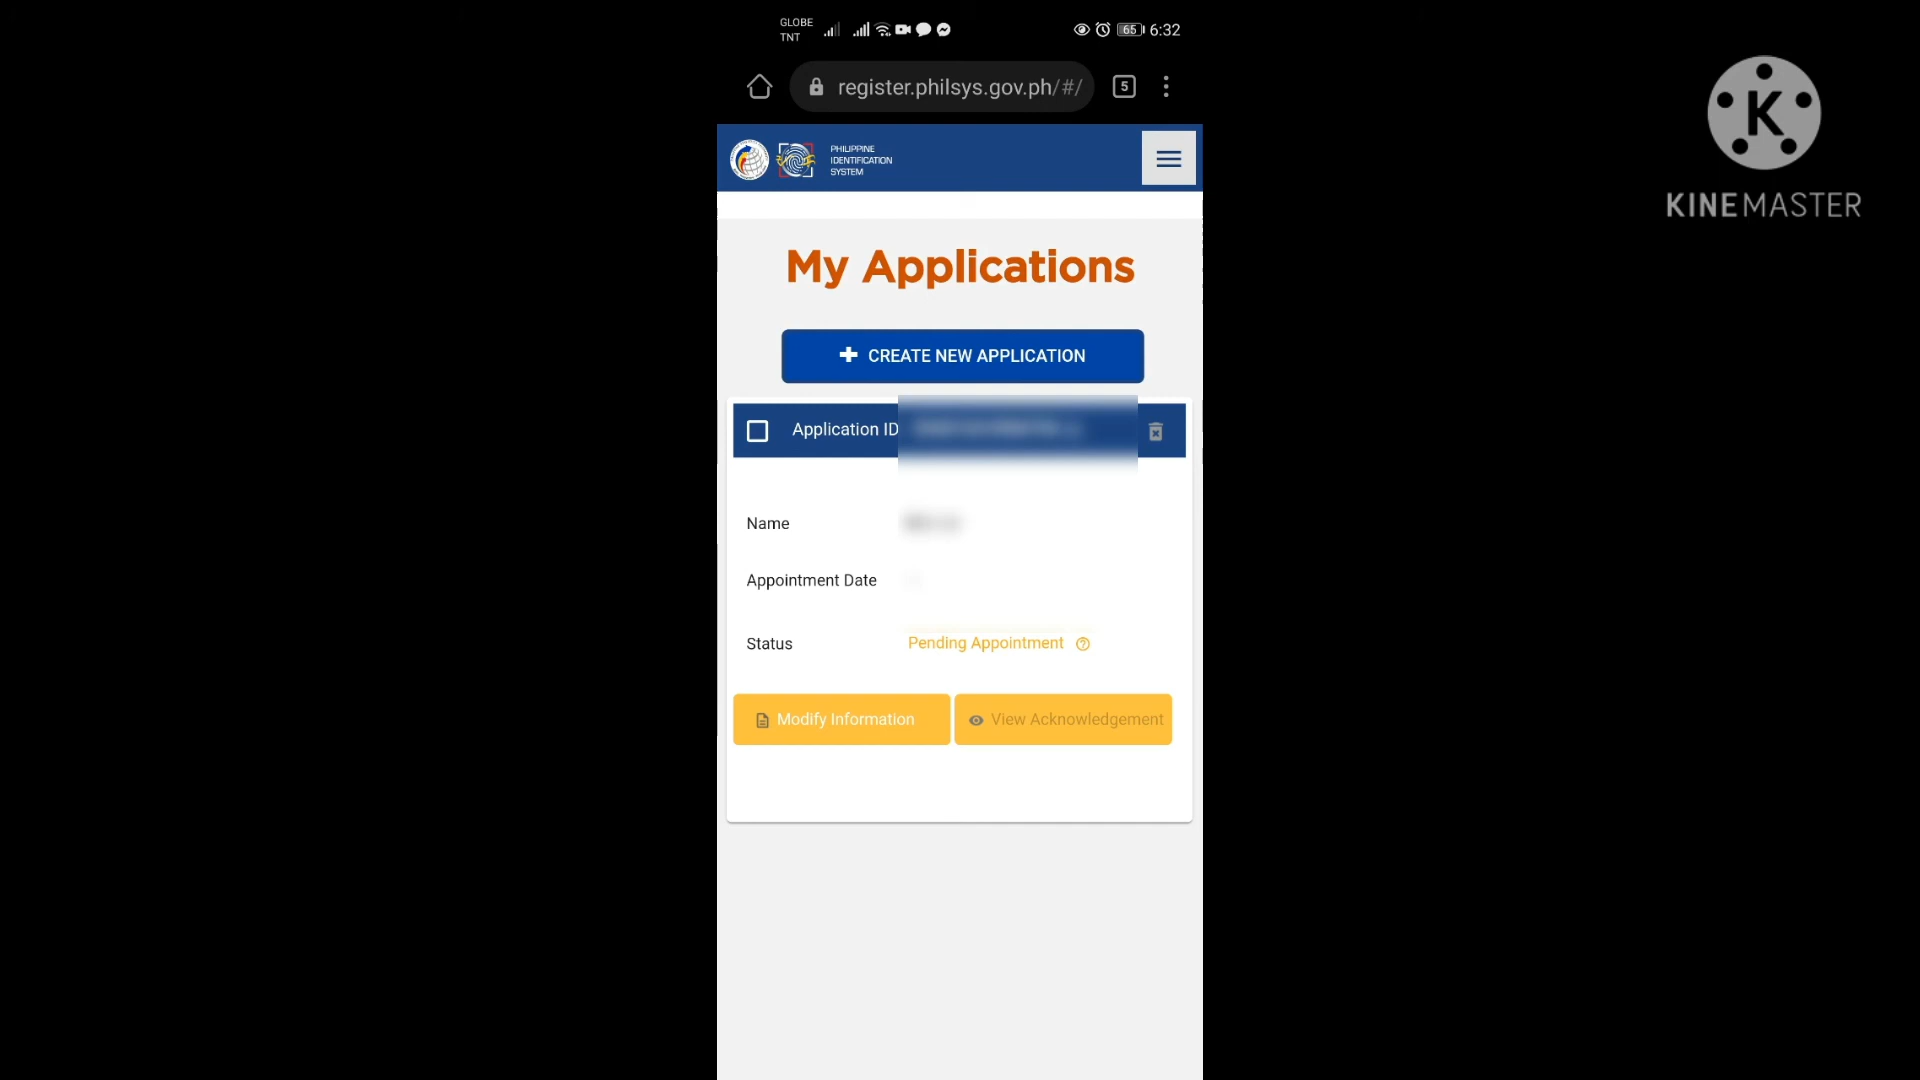 GLOBE
TNT
65 6:32
register.philsys.gov.ph/#/
5
PHILIPPINE
IDENTIFICATION
SYSTEM
K
KINEMASTER
My Applications
CREATE NEW APPLICATION
Application ID
Name
Appointment Date
Status Pending Appointment
Modify Information View Acknowledgement